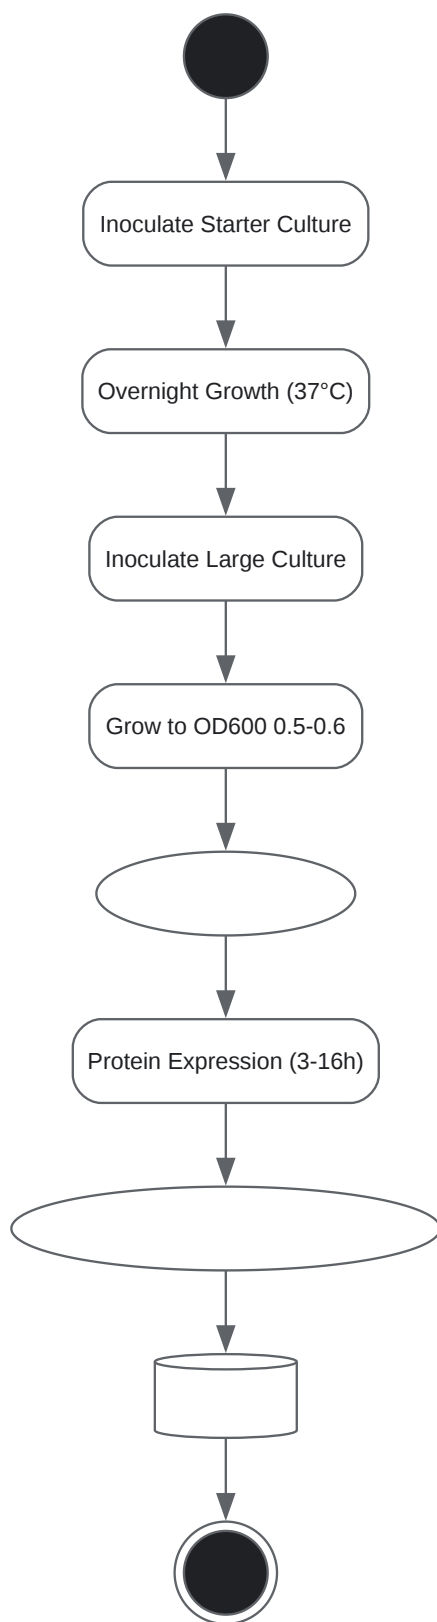 Inoculate Starter Culture
Overnight Growth (37°C)
Inoculate Large Culture
Grow to OD600 0.5-0.6
Protein Expression (3-16h)